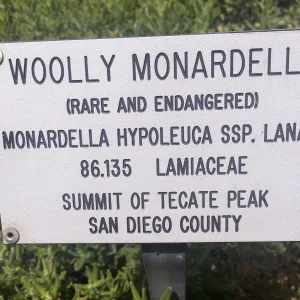 WOOLLY MONARDELL
(RARE AND ENDANGERED)
MONARDELLA HYPOLEUCA SSP. LANA
86.135 LAMIACEAE
SUMMIT OF TECATE PEAK
SAN DIEGO COUNTY